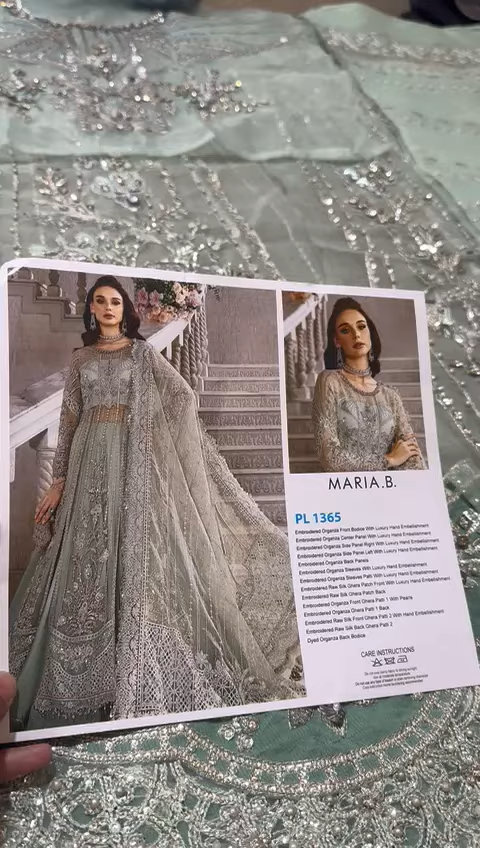 MARIA.B.
PL 1365
Embroidered Organza Front Bodice With Luxury Hand Embellishment
Embroidered Organza Center Panel With Luxury Hand Embellishment
Embroidered Organza Side Panel Right With Luxury Hand Embellishment
Embroidered Organza Side Panel Left With Luxury Hand Embellishment
Embroidered Organza Back Panels
Embroidered Organza Sleeves With Luxury Hand Embellishment
Embroidered Organza Sleeves Patti With Luxury Hand Embellishment
Embroidered Raw Silk Ghera Patch Front With Luxury Hand Embellishment
Embroidered Raw Silk Ghera Patch Back
Embroidered Organza Front Ghera Patti 1 With Pearls
Embroidered Organza Ghera Patti 1 Back
Embroidered Raw Silk Front Ghera Patti 2 With Hand Embellishment
Embroidered Raw Silk Back Ghera Patti 2
Dyed Organza Back Bodice
CARE INSTRUCTIONS